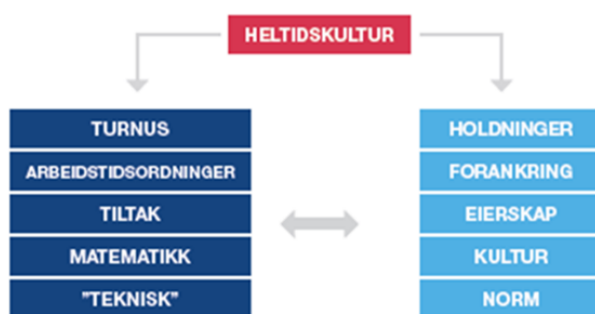 HELTIDSKULTUR
TURNUS
ARBEIDSTIDSORDNINGER
TILTAK
MATEMATIKK
"TEKNISK"
HOLDNINGER
FORANKRING
EIERSKAP
KULTUR
NORM